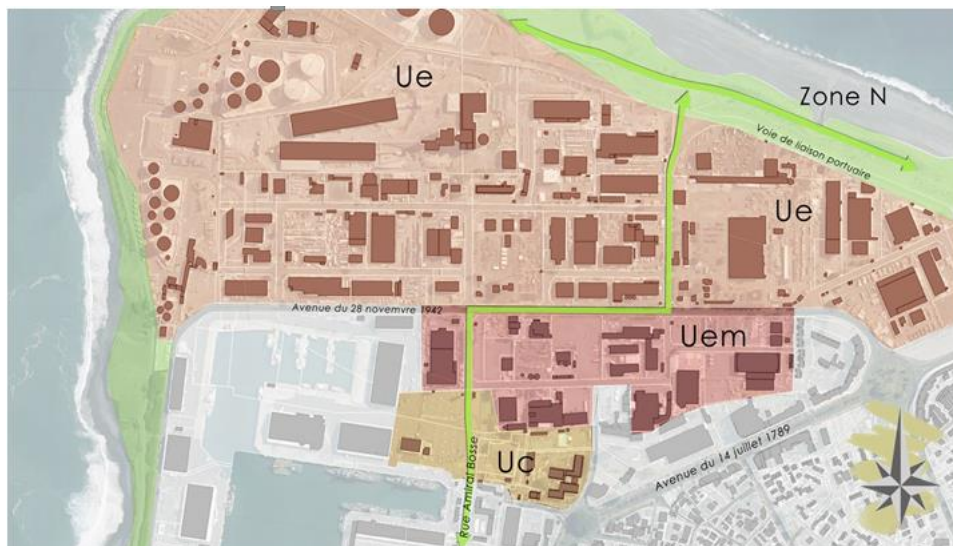 Ue
Zone N
Voie de liaison portuaire
Ue
Avenue du 28 novemvre 1942
Uem
Uc
Rue Amiral Bosse
Avenue du 14 juillet 1789